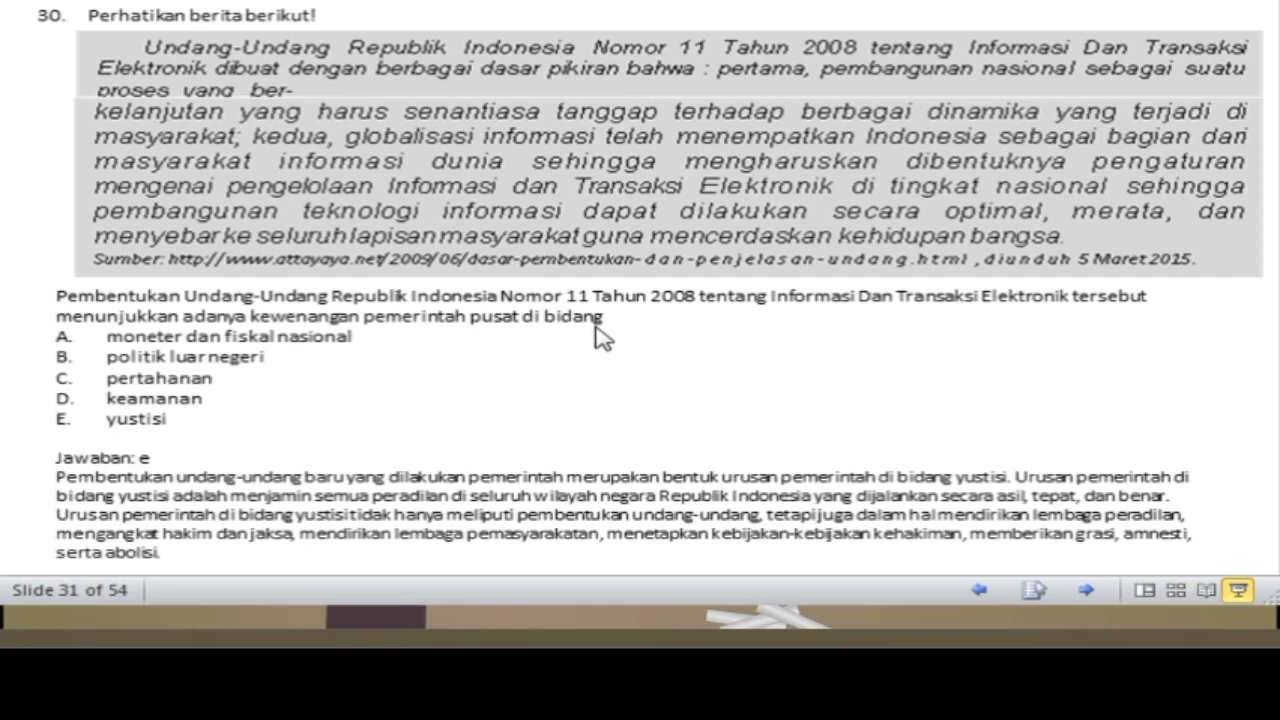 30. Perhatikan berita berikut!
Undang-Undang Republik Indonesia Nomor 11 Tahun 2008 tentang Informasi Dan Transaksi
Elektronik dibuat dengan berbagai dasar pikiran bahwa : pertama, pembangunan nasional sebagai suatu
proses yang ber-
kelanjutan yang harus senantiasa tanggap terhadap berbagai dinamika yang terjadi di
masyarakat; kedua, globalisasi informasi telah menempatkan Indonesia sebagai bagian dari
masyarakat informasi dunia sehingga mengharuskan dibentuknya pengaturan
mengenai pengelolaan Informasi dan Transaksi Elektronik di tingkat nasional sehingga
pembangunan teknologi informasi dapat dilakukan secara optimal, merata, dan
menyebar ke seluruh lapisan masyarakat guna mencerdaskan kehidupan bangsa.
Sumber: http://www.attayaya.net/2009/06/dasar-pembentukan-dan-penjelasan-undang.html, diunduh 5 Maret 2015.
Pembentukan Undang-Undang Republik Indonesia Nomor 11 Tahun 2008 tentang Informasi Dan Transaksi Elektronik tersebut
menunjukkan adanya kewenangan pemerintah pusat di bidang
A. moneter dan fiskal nasional
B. politik luar negeri
C. pertahanan
D. keamanan
E. yustisi
Jawaban: e
Pembentukan undang-undang baru yang dilakukan pemerintah merupakan bentuk urusan pemerintah di bidang yustisi. Urusan pemerintah di
bidang yustisi adalah menjamin semua peradilan di seluruh wilayah negara Republik Indonesia yang dijalankan secara asil, tepat, dan benar.
Urusan pemerintah di bidang yustisi tidak hanya meliputi pembentukan undang-undang, tetapi juga dalam hal mendirikan lembaga peradilan,
mengangkat hakim dan jaksa, mendirikan lembaga pemasyarakatan, menetapkan kebijakan-kebijakan kehakiman, memberikan grasi, amnesti,
serta abolisi.
Slide 31 of 54